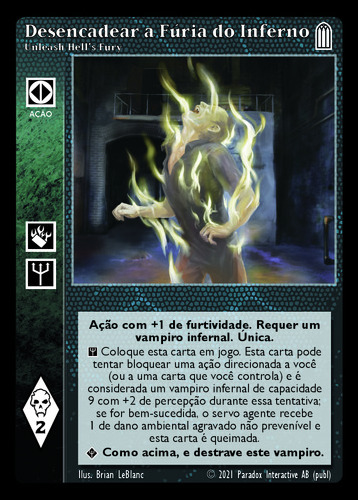 Desencadear a Fúria do Inferno
Unleash Hell's Fury
AÇÃO
Ação com +1 de furtividade. Requer um
vampiro infernal. Única.
Coloque esta carta em jogo. Esta carta pode
tentar bloquear uma ação direcionada a você
(ou a uma carta que você controla) e é
considerada um vampiro infernal de capacidade
9 com +2 de percepção durante essa tentativa;
se for bem-sucedida, o servo agente recebe
1 de dano ambiental agravado não prevenível e
esta carta é queimada.
Como acima, e destrave este vampiro.
2
Ilus. Brian LeBlanc
© 2021 Paradox Interactive AB (publ)